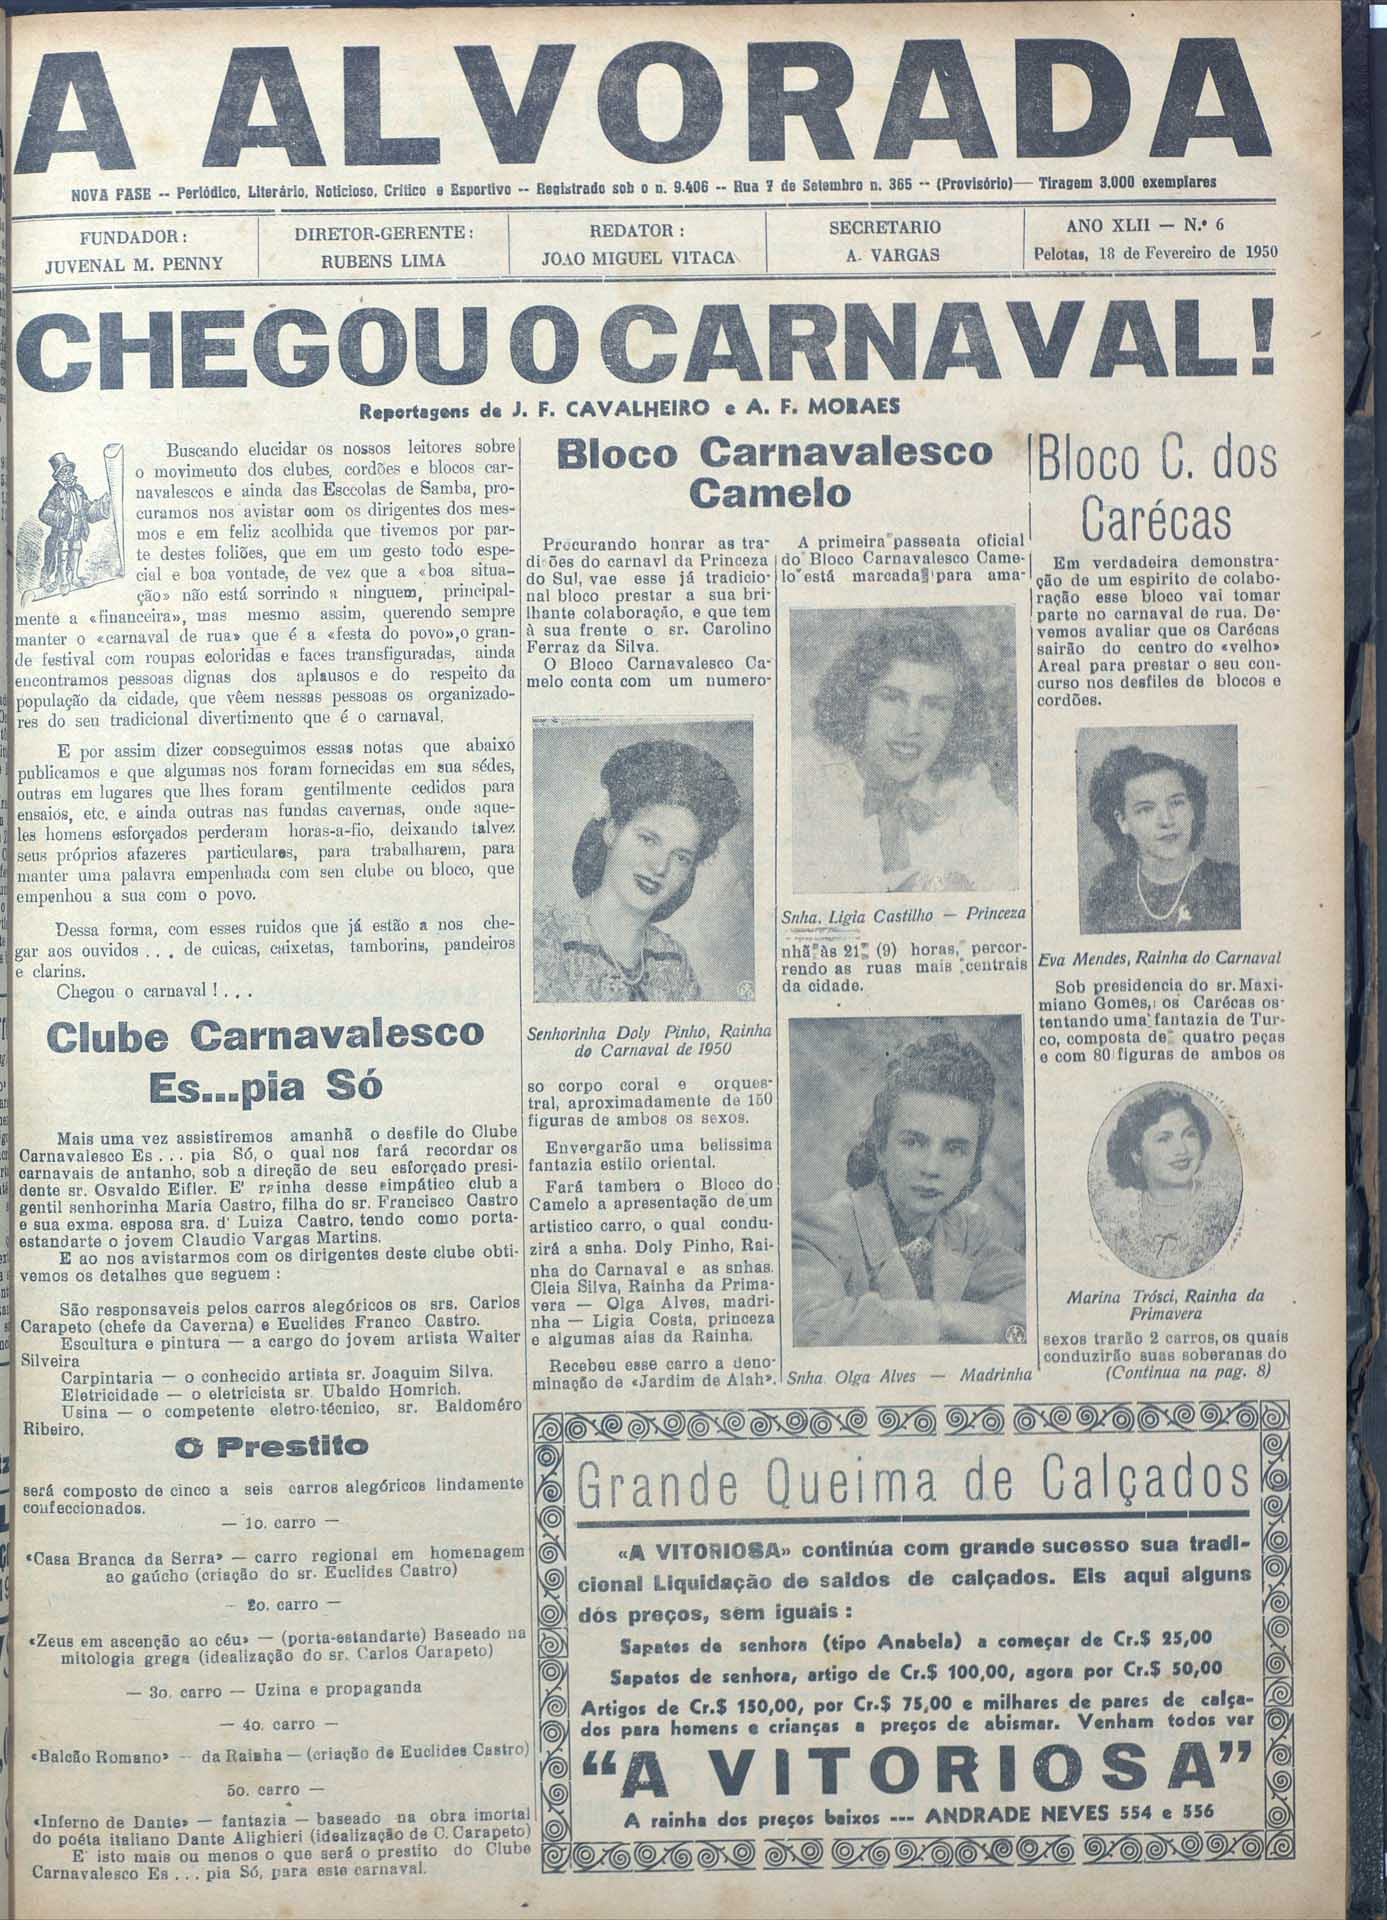 A ALVORADA
NOVA FASE -- Periódico, Literário, Noticioso, Crítico e Esportivo -- Registrado sob o n. 9.406 -- Rua 7 de Setembro n. 365 -- (Provisório)— Tiragem 3.000 exemplares
FUNDADOR:
JUVENAL M. PENNY
DIRETOR-GERENTE:
RUBENS LIMA
REDATOR:
JOAO MIGUEL VITACA
SECRETARIO
A. VARGAS
ANO XLII — N.º 6
Pelotas, 18 de Fevereiro de 1950
CHEGOU O CARNAVAL!
Reportagens de J. F. CAVALHEIRO e A. F. MORAES
Buscando elucidar os nossos leitores sobre
o movimento dos clubes, cordões e blocos car-
navalescos e ainda das Esccolas de Samba, pro-
curamos nos avistar com os dirigentes dos mes-
mos e em feliz acolhida que tivemos por par-
te destes foliões, que em um gesto todo espe-
cial e boa vontade, de vez que a «boa situa-
ção» não está sorrindo a ninguem, principal-
mente a «financeira», mas mesmo assim, querendo sempre
manter o «carnaval de rua» que é a «festa do povo», o gran-
de festival com roupas coloridas e faces transfiguradas, ainda
encontramos pessoas dignas dos aplausos e do respeito da
população da cidade, que vêem nessas pessoas os organizado-
res do seu tradicional divertimento que é o carnaval.
E por assim dizer conseguimos essas notas que abaixo
publicamos e que algumas nos foram fornecidas em sua sédes,
outras em lugares que lhes foram gentilmente cedidos para
ensaios, etc. e ainda outras nas fundas cavernas, onde aque-
les homens esforçados perderam horas-a-fio, deixando talvez
seus próprios afazeres particulares, para trabalharem, para
manter uma palavra empenhada com seu clube ou bloco, que
empenhou a sua com o povo.
Dessa forma, com esses ruidos que já estão a nos che-
gar aos ouvidos . . . de cuicas, caixetas, tamborins, pandeiros
e clarins.
Chegou o carnaval ! . . .
Clube Carnavalesco
Es...pia Só
Mais uma vez assistiremos amanhã o desfile do Clube
Carnavalesco Es . . . pia Só, o qual nos fará recordar os
carnavais de antanho, sob a direção de seu esforçado presi-
dente sr. Osvaldo Eifler. E' rainha desse simpático club a
gentil senhorinha Maria Castro, filha do sr. Francisco Castro
e sua exma. esposa sra. d' Luiza Castro, tendo como porta-
estandarte o jovem Claudio Vargas Martins.
E ao nos avistarmos com os dirigentes deste clube obti-
vemos os detalhes que seguem :
São responsaveis pelos carros alegóricos os srs. Carlos
Carapeto (chefe da Caverna) e Euclides Franco Castro.
Escultura e pintura — a cargo do jovem artista Walter
Silveira
Carpintaria — o conhecido artista sr. Joaquim Silva.
Eletricidade — o eletricista sr. Ubaldo Homrich.
Usina — o competente eletro-técnico, sr. Baldoméro
Ribeiro.
O Prestito
será composto de cinco a seis carros alegóricos lindamente
confeccionados.
— 1o. carro —
«Casa Branca da Serra» — carro regional em homenagem
ao gaúcho (criação do sr. Euclides Castro)
— 2o. carro —
«Zeus em ascenção ao céu» — (porta-estandarte) Baseado na
mitologia grega (idealização do sr. Carlos Carapeto)
— 3o. carro — Uzina e propaganda
— 4o. carro —
«Balcão Romano» — da Rainha — (criação de Euclides Castro)
5o. carro —
«Inferno de Dante» — fantazia — baseado na obra imortal
do poéta italiano Dante Alighieri (idealização de C. Carapeto)
E' isto mais ou menos o que será o prestito do Clube
Carnavalesco Es . . . pia Só, para este carnaval.
Bloco Carnavalesco
Camelo
Procurando honrar as tra-
dições do carnavl da Princeza
do Sul, vae esse já tradicio-
nal bloco prestar a sua bri-
lhante colaboração, e que tem
à sua frente o sr. Carolino
Ferraz da Silva.
O Bloco Carnavalesco Ca-
melo conta com um numero-
Senhorinha Doly Pinho, Rainha
do Carnaval de 1950
so corpo coral e orques-
tral, aproximadamente de 150
figuras de ambos os sexos.
Envergarão uma belissima
fantazia estilo oriental.
Fará tambem o Bloco do
Camelo a apresentação de um
artistico carro, o qual condu-
zirá a snha. Doly Pinho, Rai-
nha do Carnaval e as snhas.
Cleia Silva, Rainha da Prima-
vera — Olga Alves, madri-
nha — Ligia Costa, princeza
e algumas aias da Rainha.
Recebeu esse carro a deno-
minação de «Jardim de Alah».
A primeira passeata oficial
do Bloco Carnavalesco Came-
lo está marcada para ama-
Snha. Ligia Castilho — Princeza
nhã às 21 (9) horas, percor-
rendo as ruas mais centrais
da cidade.
Snha Olga Alves — Madrinha
Bloco C. dos
Carécas
Em verdadeira demonstra-
ção de um espirito de colabo-
ração esse bloco vai tomar
parte no carnaval de rua. De-
vemos avaliar que os Carécas
sairão do centro do «velho»
Areal para prestar o seu con-
curso nos desfiles de blocos e
cordões.
Eva Mendes, Rainha do Carnaval
Sob presidencia do sr. Maxi-
miano Gomes, os Carécas os-
tentando uma fantazia de Tur-
co, composta de quatro peças
e com 80 figuras de ambos os
Marina Trósci, Rainha da
Primavera
sexos trarão 2 carros, os quais
conduzirão suas soberanas do
(Continua na pag. 8)
Grande Queima de Calçados
«A VITORIOSA» continúa com grande sucesso sua tradi-
cional Liquidação de saldos de calçados. Eis aqui alguns
dos preços, sem iguais :
Sapatos de senhora (tipo Anabela) a começar de Cr.$ 25,00
Sapatos de senhora, artigo de Cr.$ 100,00, agora por Cr.$ 50,00
Artigos de Cr.$ 150,00, por Cr.$ 75,00 e milhares de pares de calça-
dos para homens e crianças a preços de abismar. Venham todos ver
“A VITORIOSA”
A rainha dos preços baixos --- ANDRADE NEVES 554 e 556